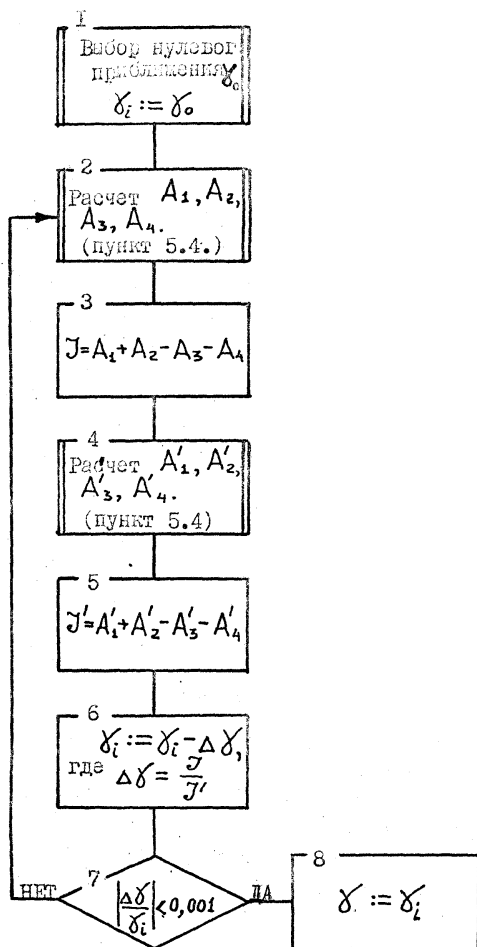 1
Выбор нулевог
приближения γ₀
γᵢ := γ₀
2
Расчет A₁, A₂,
A₃, A₄.
(пункт 5.4.)
3
J=A₁+A₂-A₃-A₄
4
Расчет A'₁, A'₂,
A'₃, A'₄.
(пункт 5.4)
5
J'=A'₁+A'₂-A'₃-A'₄
6
γᵢ := γᵢ - Δγ,
где Δγ = J/J'
7
НЕТ |Δγ/γᵢ| < 0,001 ДА
8
γ := γᵢ